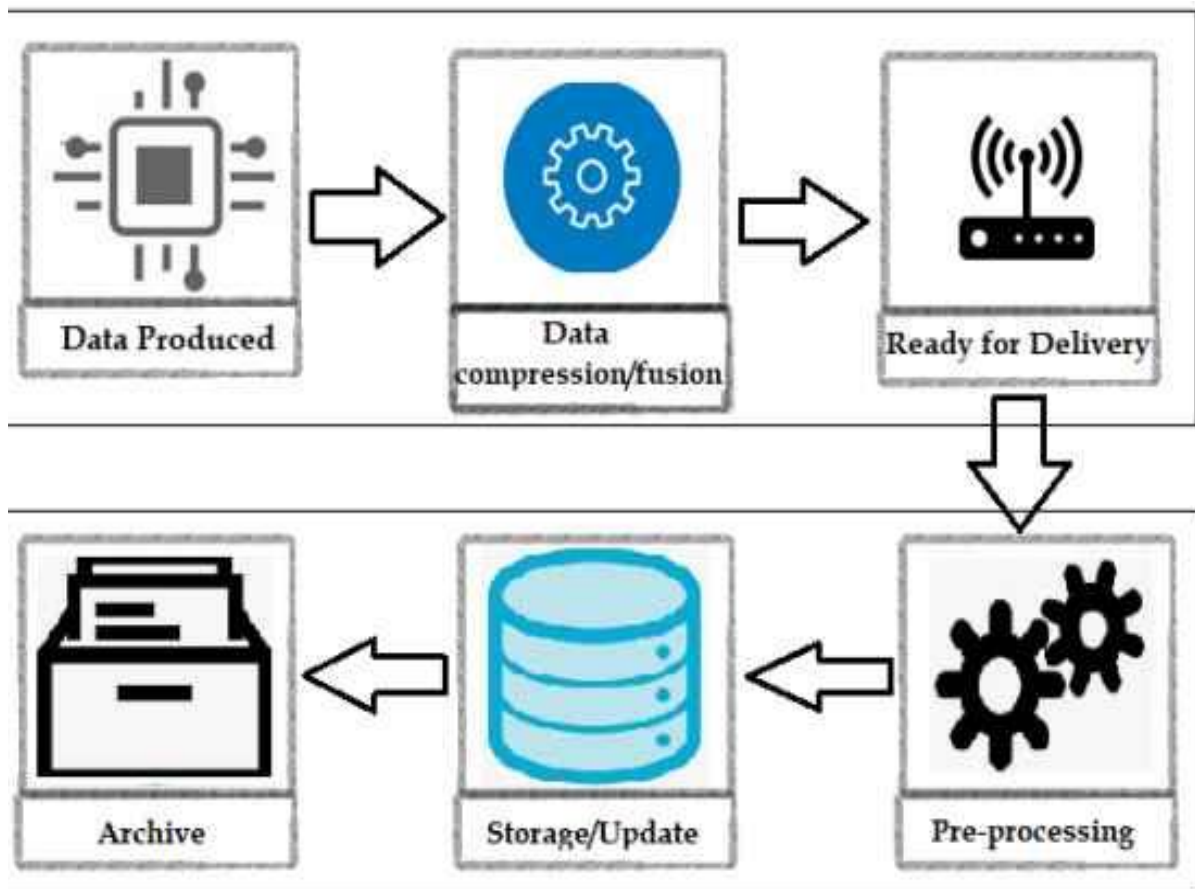 Data Produced
Data
compression/fusion
Ready for Delivery
Archive
Storage/Update
Pre-processing